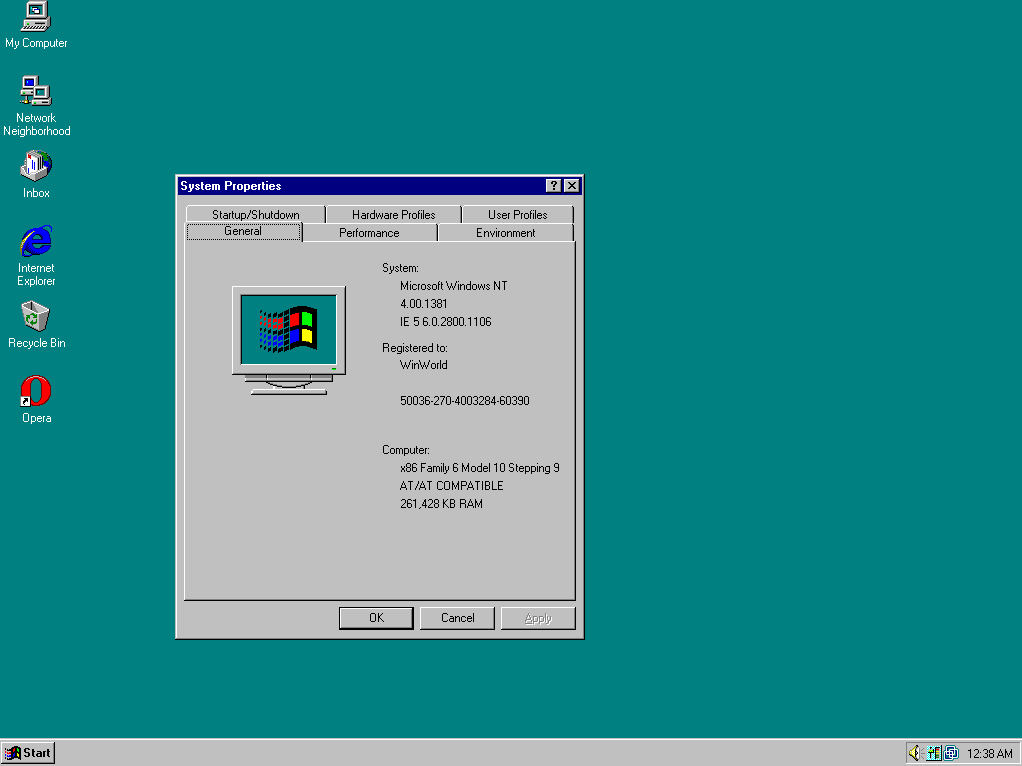 My Computer
Network
Neighborhood
Inbox
Internet
Explorer
Recycle Bin
Opera
System Properties
Startup/Shutdown
Hardware Profiles
User Profiles
General
Performance
Environment
System:
Microsoft Windows NT
4.00.1381
IE 5 6.0.2800.1106
Registered to:
WinWorld
50036-270-4003284-60390
Computer:
x86 Family 6 Model 10 Stepping 9
AT/AT COMPATIBLE
261,428 KB RAM
OK
Cancel
Apply
Start
12:38 AM